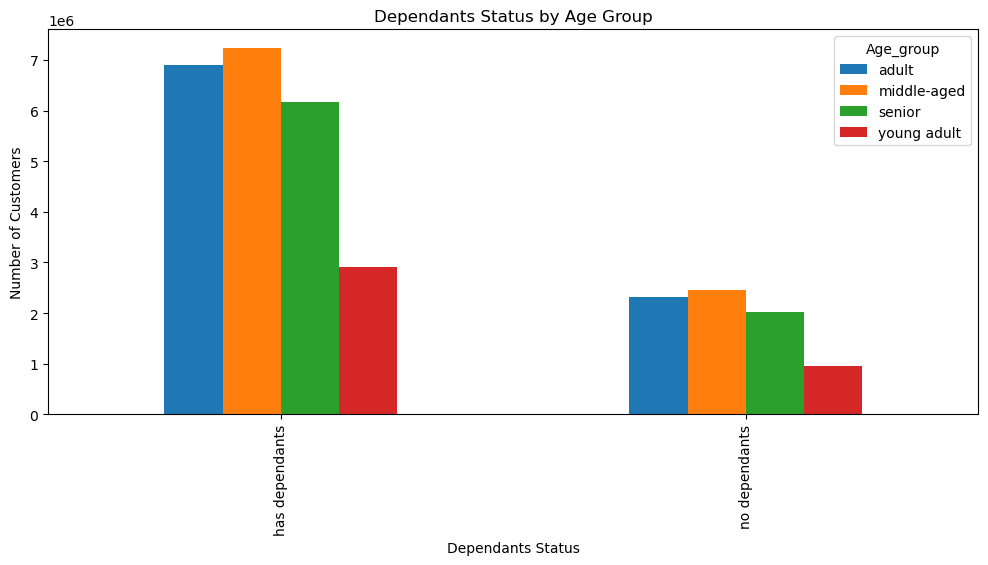 Dependants Status by Age Group
1e6
Age_group
adult
middle-aged
senior
young adult
7
6
5
4
3
2
1
0
Number of Customers
has dependants
no dependants
Dependants Status